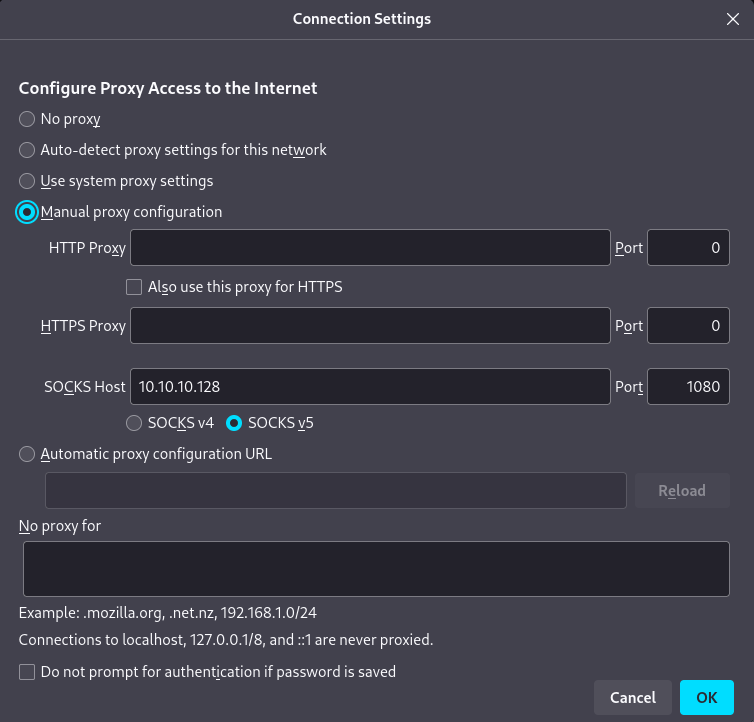 Connection Settings
Configure Proxy Access to the Internet
No proxy
Auto-detect proxy settings for this network
Use system proxy settings
Manual proxy configuration
HTTP Proxy Port 0
Also use this proxy for HTTPS
HTTPS Proxy Port 0
SOCKS Host 10.10.10.128 Port 1080
SOCKS v4 SOCKS v5
Automatic proxy configuration URL
Reload
No proxy for
Example: .mozilla.org, .net.nz, 192.168.1.0/24
Connections to localhost, 127.0.0.1/8, and ::1 are never proxied.
Do not prompt for authentication if password is saved
Cancel OK